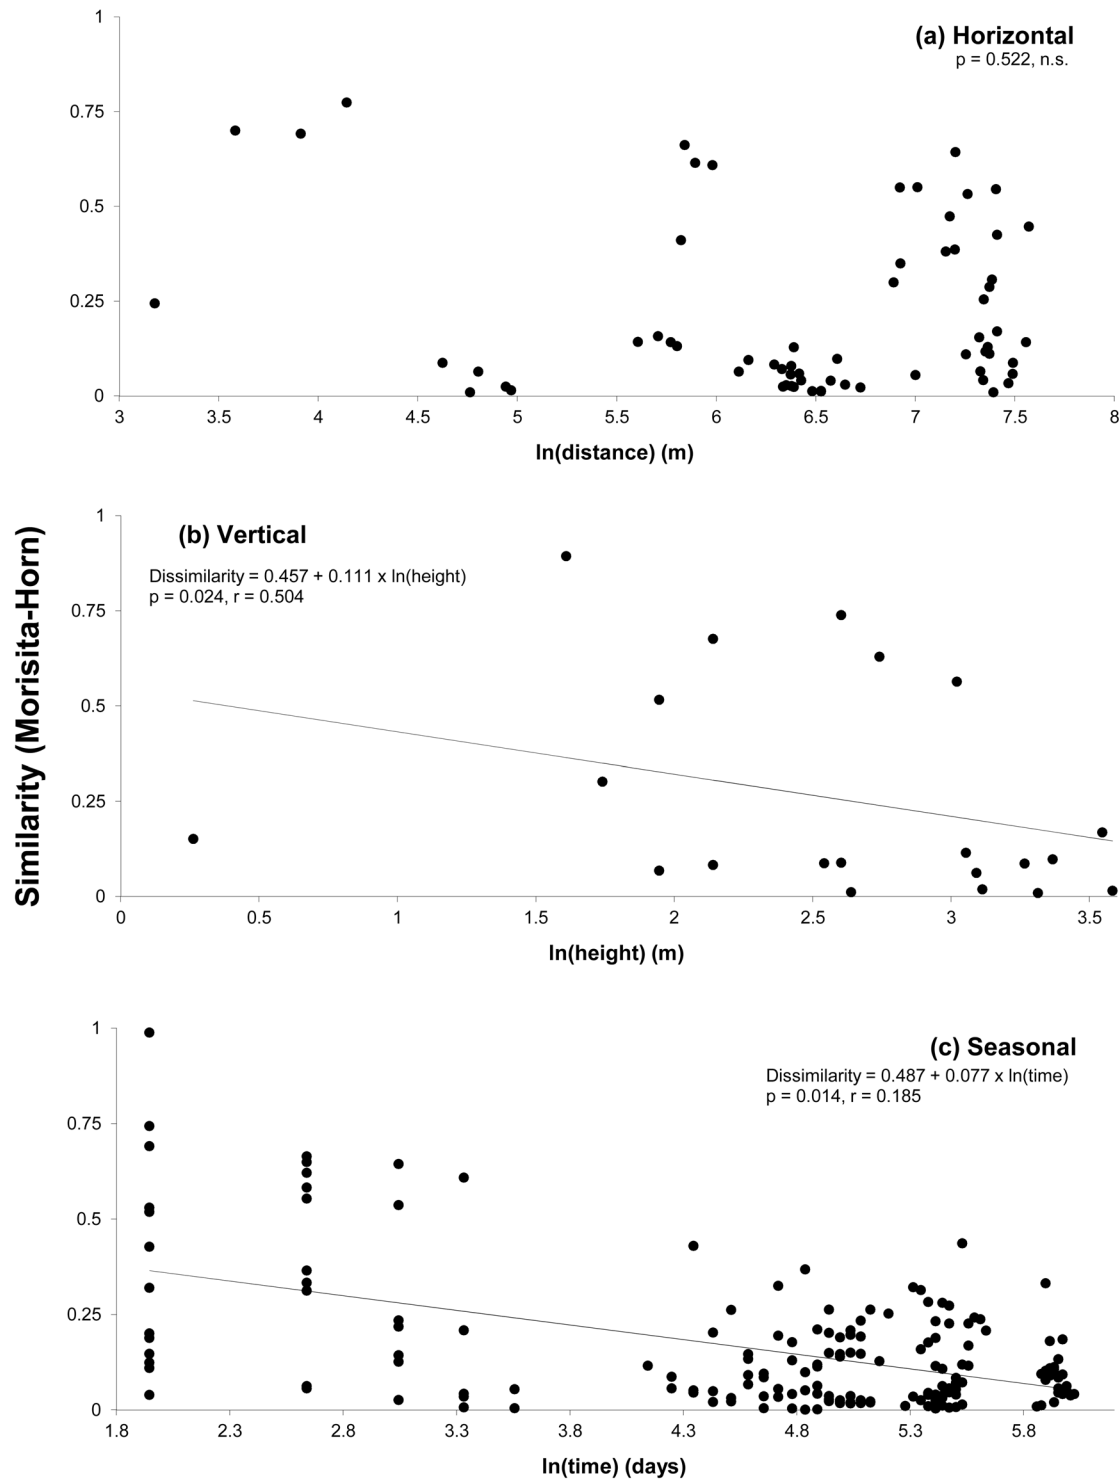 (a) Horizontal
p = 0.522, n.s.
1
0.75
0.5
0.25
0
3 3.5 4 4.5 5 5.5 6 6.5 7 7.5 8
ln(distance) (m)
Similarity (Morisita-Horn)
(b) Vertical
Dissimilarity = 0.457 + 0.111 x ln(height)
p = 0.024, r = 0.504
1
0.75
0.5
0.25
0
0 0.5 1 1.5 2 2.5 3 3.5
ln(height) (m)
(c) Seasonal
Dissimilarity = 0.487 + 0.077 x ln(time)
p = 0.014, r = 0.185
1
0.75
0.5
0.25
0
1.8 2.3 2.8 3.3 3.8 4.3 4.8 5.3 5.8
ln(time) (days)